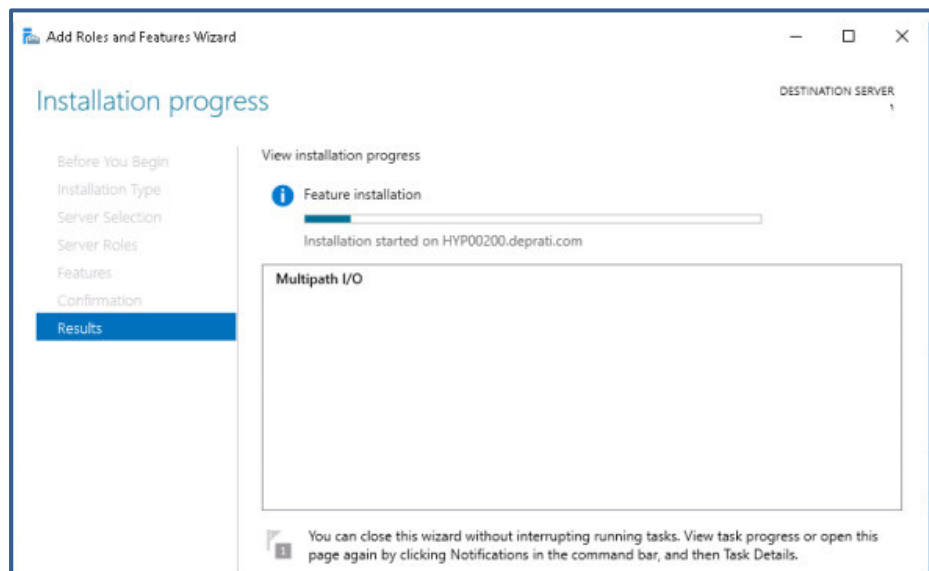 Add Roles and Features Wizard
Installation progress
DESTINATION SERVER
Before You Begin
Installation Type
Server Selection
Server Roles
Features
Confirmation
Results
View installation progress
Feature installation
Installation started on HYP00200.deprati.com
Multipath I/O
1
You can close this wizard without interrupting running tasks. View task progress or open this
page again by clicking Notifications in the command bar, and then Task Details.